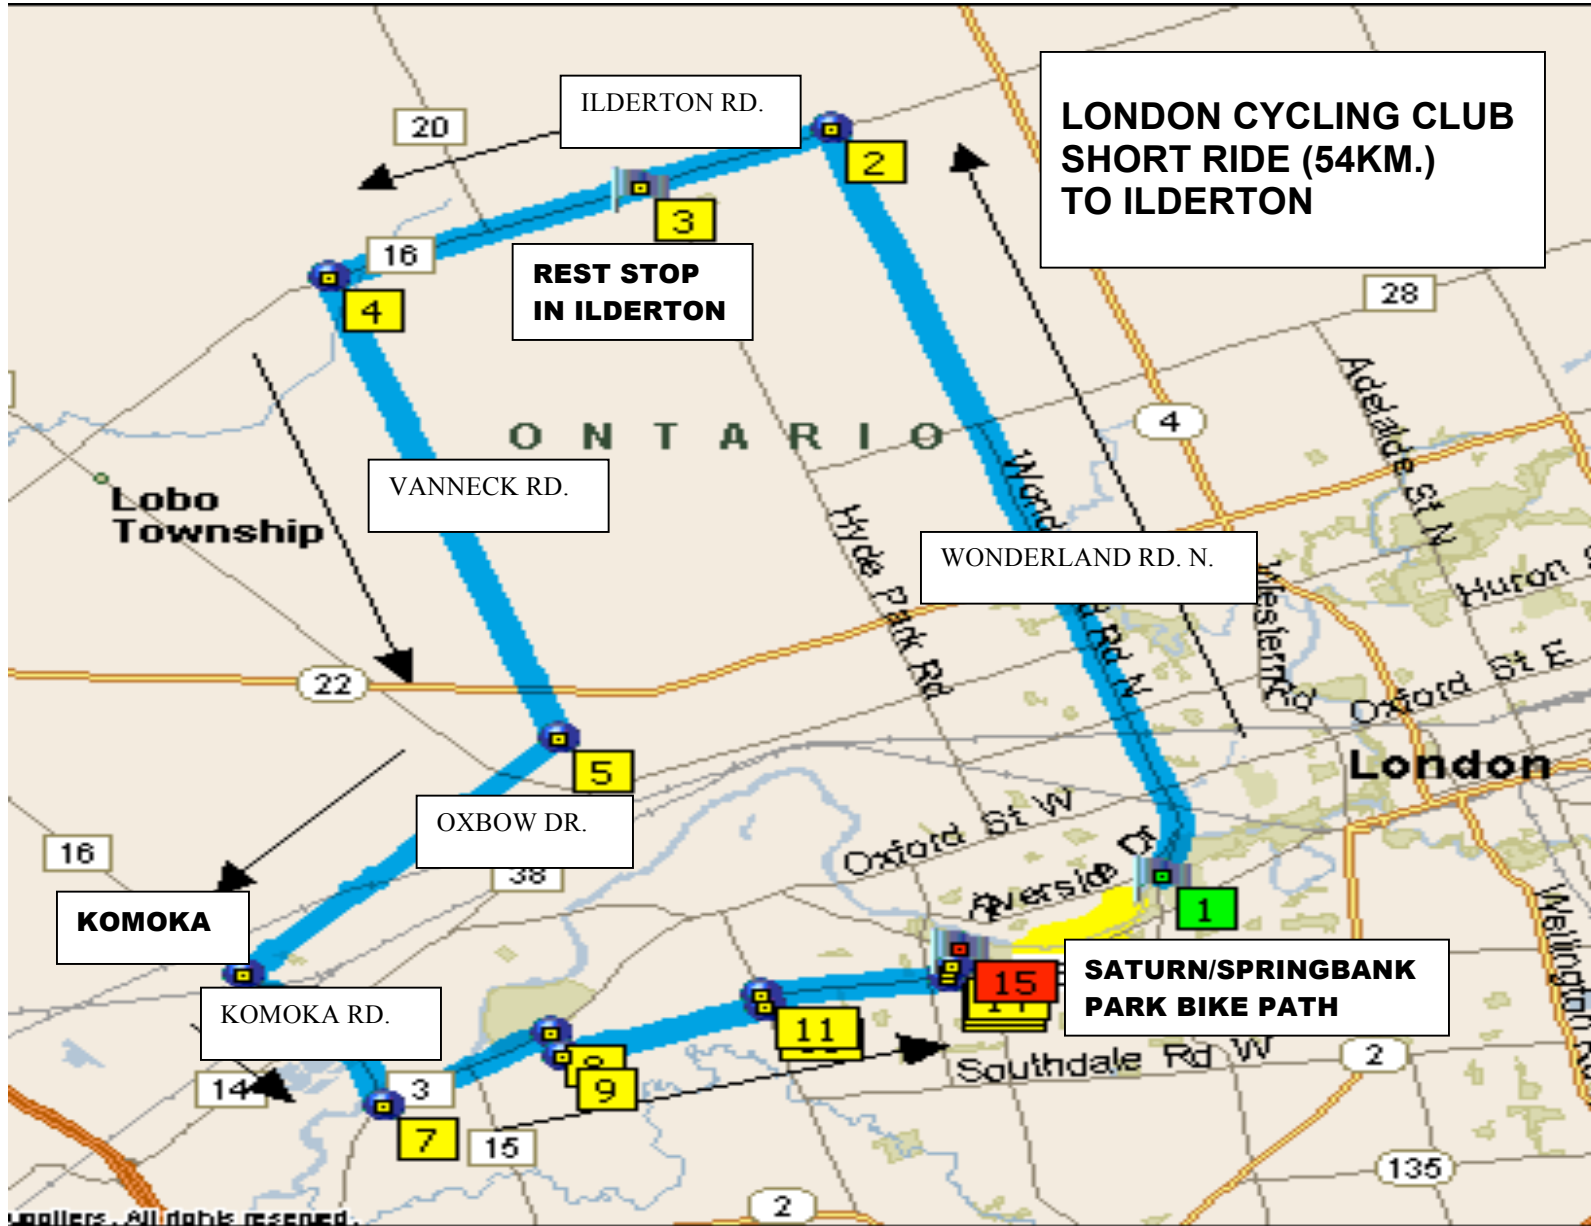 ILDERTON RD.
LONDON CYCLING CLUB
SHORT RIDE (54KM.)
TO ILDERTON
20
2
3
16
REST STOP
IN ILDERTON
28
4
4
ONTARIO
Adelaide St N
VANNECK RD.
Lobo
Township
Hyde Park Rd
WONDERLAND RD. N.
Rd N
Western Rd
Huron
22
Oxford St E
5
London
OXBOW DR.
Oxford St W
16
38
Riverside Dr
1
KOMOKA
SATURN/SPRINGBANK
PARK BIKE PATH
15
KOMOKA RD.
11
Southdale Rd W
2
14
3
9
7
15
135
2
All rights reserved.